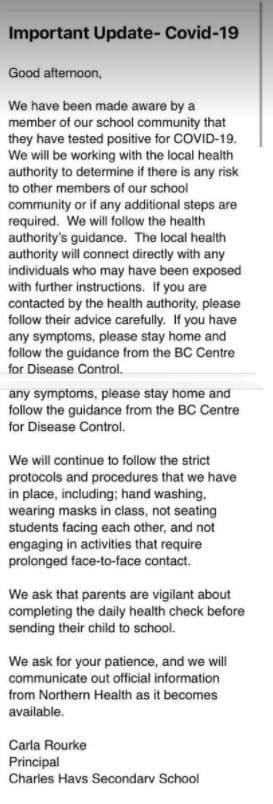 Important Update- Covid-19
Good afternoon,
We have been made aware by a
member of our school community that
they have tested positive for COVID-19.
We will be working with the local health
authority to determine if there is any risk
to other members of our school
community or if any additional steps are
required.  We will follow the health
authority's guidance.  The local health
authority will connect directly with any
individuals who may have been exposed
with further instructions.  If you are
contacted by the health authority, please
follow their advice carefully.  If you have
any symptoms, please stay home and
follow the guidance from the BC Centre
for Disease Control.
any symptoms, please stay home and
follow the guidance from the BC Centre
for Disease Control.
We will continue to follow the strict
protocols and procedures that we have
in place, including; hand washing,
wearing masks in class, not seating
students facing each other, and not
engaging in activities that require
prolonged face-to-face contact.
We ask that parents are vigilant about
completing the daily health check before
sending their child to school.
We ask for your patience, and we will
communicate out official information
from Northern Health as it becomes
available.
Carla Rourke
Principal
Charles Hays Secondary School